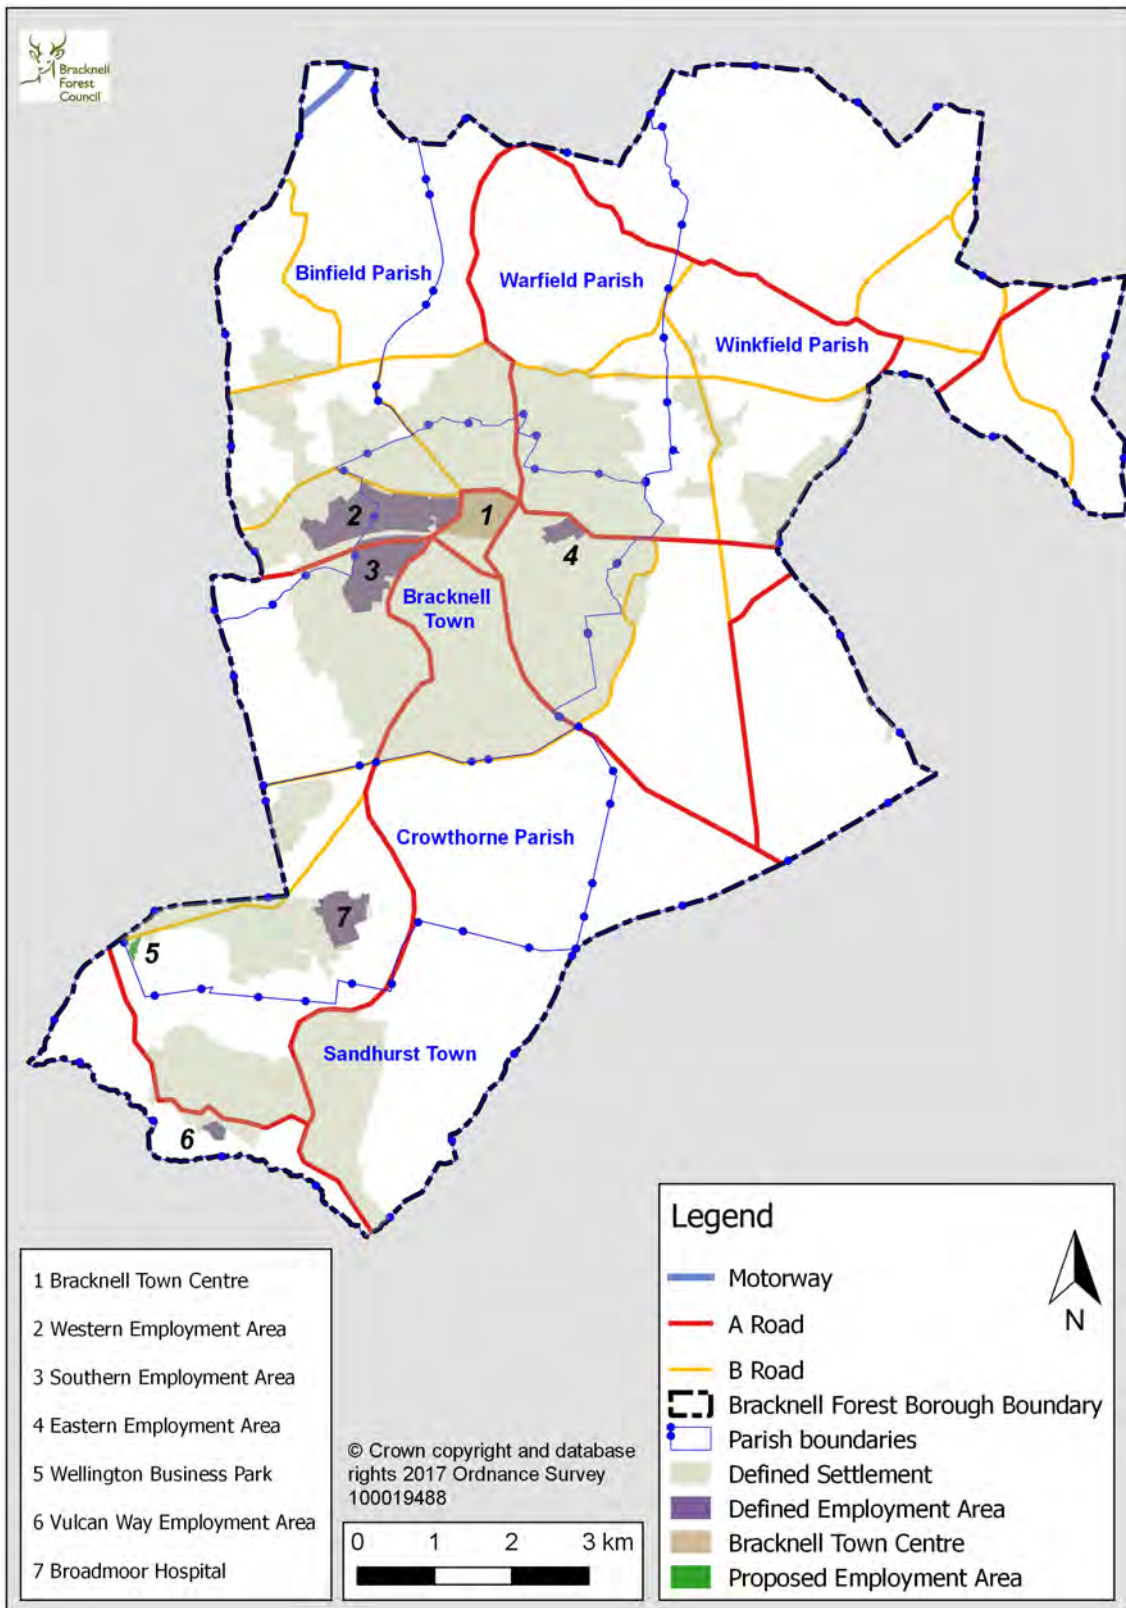 Bracknell
Forest
Council
Binfield Parish
Warfield Parish
Winkfield Parish
2
1
4
3
Bracknell
Town
Crowthorne Parish
7
5
Sandhurst Town
6
1 Bracknell Town Centre
2 Western Employment Area
3 Southern Employment Area
4 Eastern Employment Area
5 Wellington Business Park
6 Vulcan Way Employment Area
7 Broadmoor Hospital
© Crown copyright and database
rights 2017 Ordnance Survey
100019488
0 1 2 3 km
Legend
Motorway
A Road
B Road
Bracknell Forest Borough Boundary
Parish boundaries
Defined Settlement
Defined Employment Area
Bracknell Town Centre
Proposed Employment Area
N